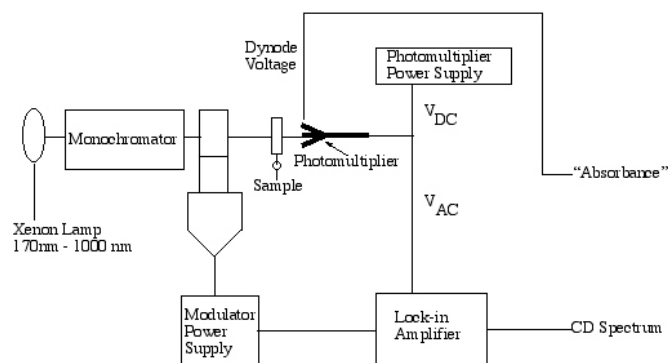 Dynode
Voltage
Photomultiplier
Power Supply
V DC
Monochromator
Photomultiplier
Sample
"Absorbance"
V AC
Xenon Lamp
170nm - 1000 nm
Modulator
Power
Supply
Lock-in
Amplifier
CD Spectrum